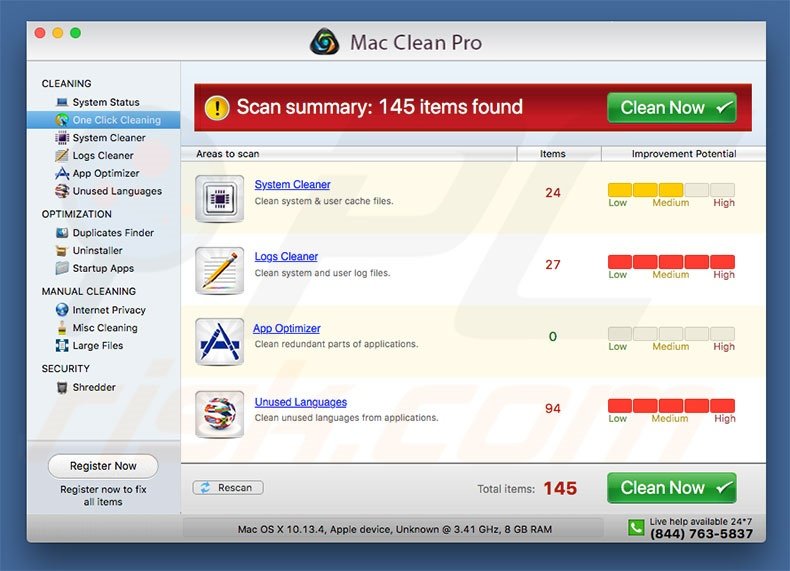 Mac Clean Pro
CLEANING
System Status
One Click Cleaning
System Cleaner
Logs Cleaner
App Optimizer
Unused Languages
OPTIMIZATION
Duplicates Finder
Uninstaller
Startup Apps
MANUAL CLEANING
Internet Privacy
Misc Cleaning
Large Files
SECURITY
Shredder
Register Now
Register now to fix
all items
! Scan summary: 145 items found
Clean Now
Areas to scan Items Improvement Potential
System Cleaner
Clean system & user cache files.
24
Low Medium High
Logs Cleaner
Clean system and user log files.
27
Low Medium High
App Optimizer
Clean redundant parts of applications.
0
Low Medium High
Unused Languages
Clean unused languages from applications.
94
Low Medium High
Rescan
Total items: 145
Clean Now
Mac OS X 10.13.4, Apple device, Unknown @ 3.41 GHz, 8 GB RAM
Live help available 24*7
(844) 763-5837
PC
risk.com